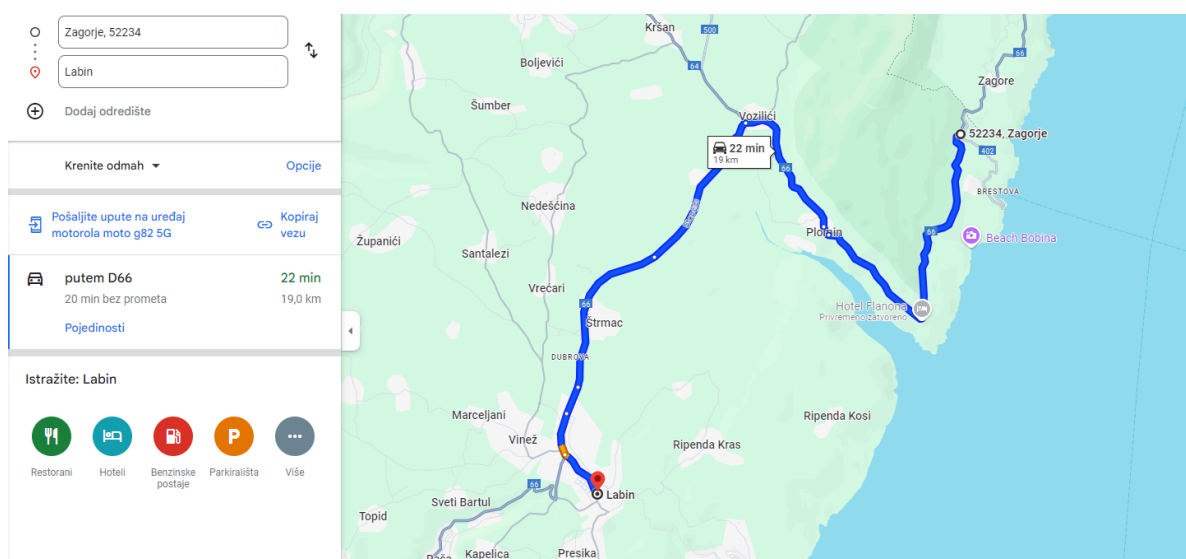 Zagorje, 52234
Labin
Dodaj odredište
Krenite odmah
Opcije
Pošaljite upute na uređaj
motorola moto g82 5G
Kopiraj
vezu
putem D66
22 min
20 min bez prometa
19,0 km
Pojedinosti
Istražite: Labin
P
Restorani
Hoteli
Benzinske
postaje
Parkirališta
Više
Kršan
500
66
Boljevići
64
Zagore
Šumber
Vozilići
52234, Zagorje
22 min
19 km
402
66
BRESTOVA
Nedešćina
Plomin
66
Beach Bobina
Županići
Santalezi
Vrećari
66
Hotel Flanona
Privremeno zatvoreno
Štrmac
DUBROVA
Marceljani
Ripenda Kosi
Vinež
Ripenda Kras
66
Labin
Sveti Bartul
Topid
Raša
Kapelica
Presika